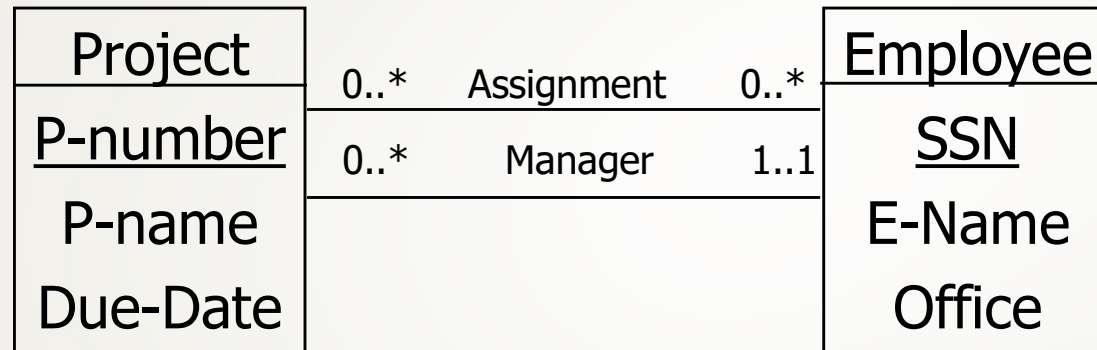 Project
P-number
P-name
Due-Date
0..* Assignment 0..*
0..* Manager 1..1
Employee
SSN
E-Name
Office